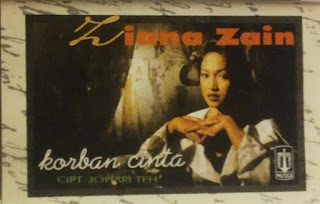 Ziana Zain
korban cinta
CIPT JOHARI TEH